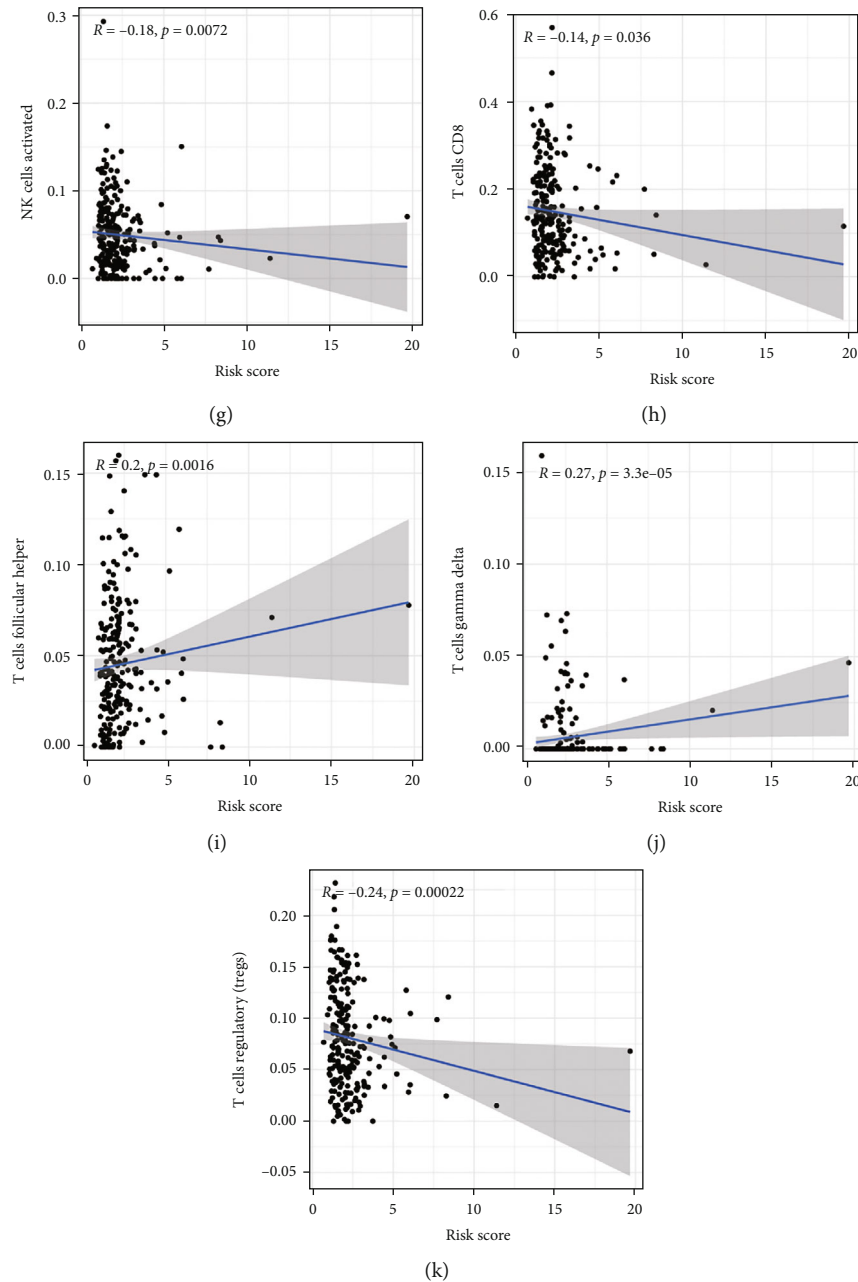 R = –0.18, p = 0.0072
0.3
0.2
0.1
0.0
NK cells activated
0 5 10 15 20
Risk score
(g)
R = –0.14, p = 0.036
0.6
0.4
0.2
0.0
T cells CD8
0 5 10 15 20
Risk score
(h)
R = 0.2, p = 0.0016
0.15
0.10
0.05
0.00
T cells follicular helper
0 5 10 15 20
Risk score
(i)
R = 0.27, p = 3.3e–05
0.15
0.10
0.05
0.00
T cells gamma delta
0 5 10 15 20
Risk score
(j)
R = –0.24, p = 0.00022
0.20
0.15
0.10
0.05
0.00
–0.05
T cells regulatory (tregs)
0 5 10 15 20
Risk score
(k)